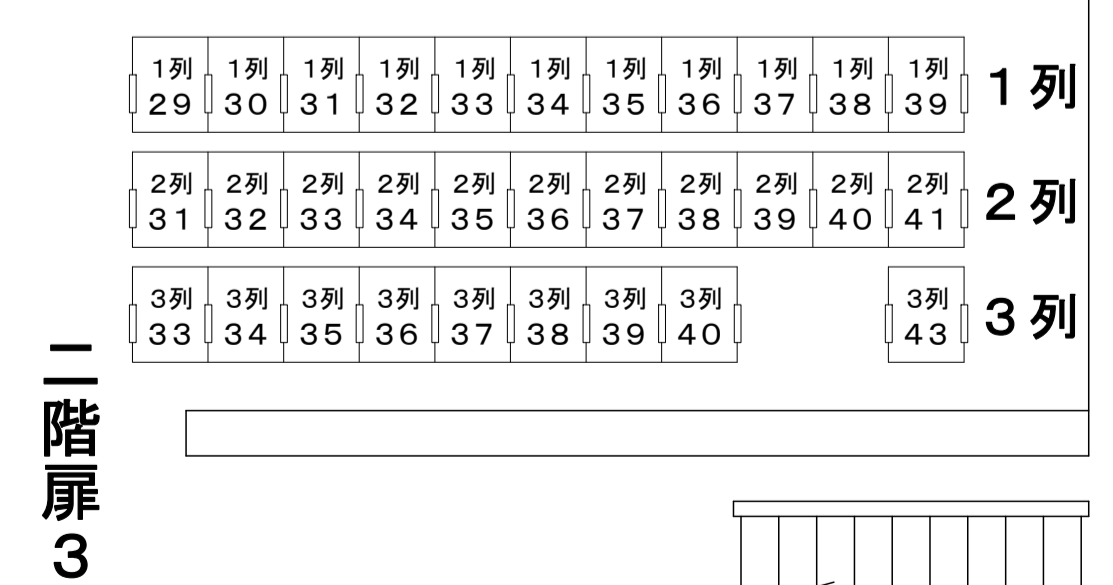 1列 1列 1列 1列 1列 1列 1列 1列 1列 1列 1列 1列
29 30 31 32 33 34 35 36 37 38 39
2列 2列 2列 2列 2列 2列 2列 2列 2列 2列 2列 2列
31 32 33 34 35 36 37 38 39 40 41
3列 3列 3列 3列 3列 3列 3列 3列 3列 3列
33 34 35 36 37 38 39 40 43
二階扉3